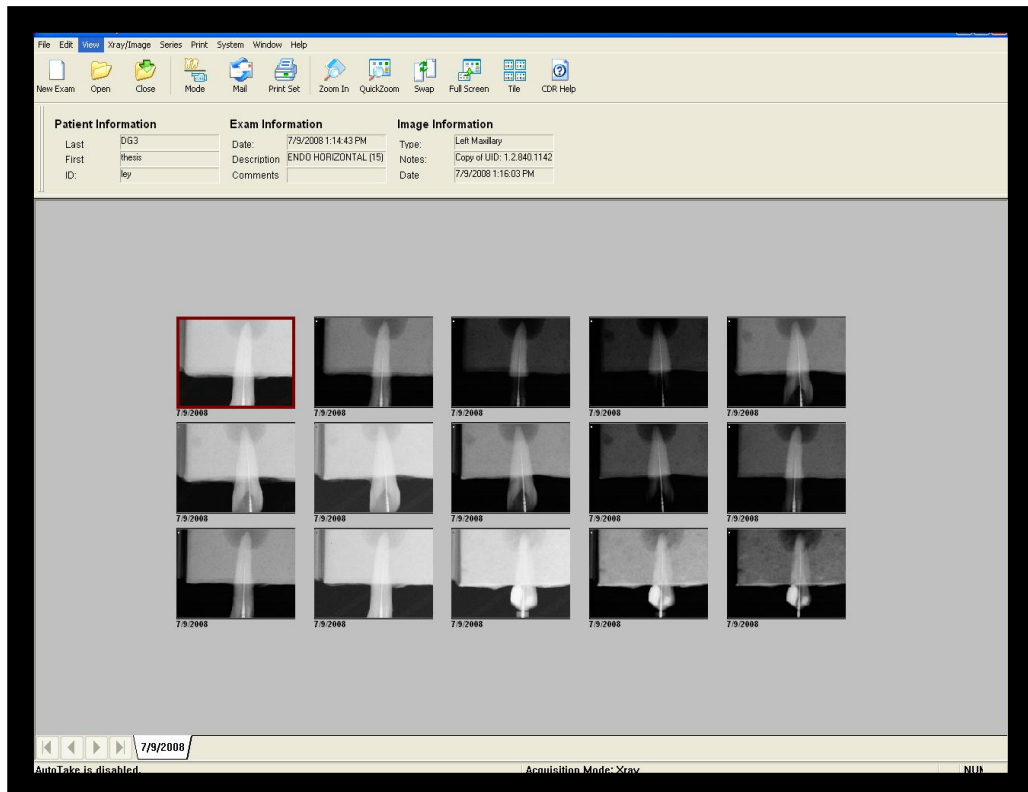 File Edit View Xray/Image Series Print System Window Help
New Exam Open Close Mode Mail Print Set Zoom In QuickZoom Swap Full Screen Tile CDR Help
Patient Information Exam Information Image Information
Last DG3 Date: 7/9/2008 1:14:43 PM Type: Left Maxillary
First thesis Description ENDO HORIZONTAL (15) Notes: Copy of UID: 1.2.840.1142
ID: ley Comments Date 7/9/2008 1:16:03 PM
7/9/2008 7/9/2008 7/9/2008 7/9/2008 7/9/2008
7/9/2008 7/9/2008 7/9/2008 7/9/2008 7/9/2008
7/9/2008 7/9/2008 7/9/2008 7/9/2008 7/9/2008
7/9/2008
AutoTake is disabled. Acquisition Mode: Xray